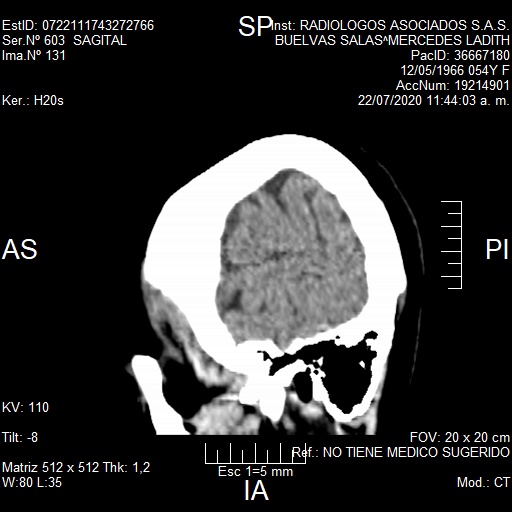 EstID: 0722111743272766
Ser.Nº 603 SAGITAL
Ima.Nº 131
Ker.: H20s
SP
Inst: RADIOLOGOS ASOCIADOS S.A.S.
BUELVAS SALAS^MERCEDES LADITH
PacID: 36667180
12/05/1966 054Y F
AccNum: 19214901
22/07/2020 11:44:03 a. m.
AS
PI
KV: 110
Tilt: -8
Matriz 512 x 512 Thk: 1,2
W:80 L:35
Esc 1=5 mm
IA
FOV: 20 x 20 cm
Ref.: NO TIENE MEDICO SUGERIDO
Mod.: CT